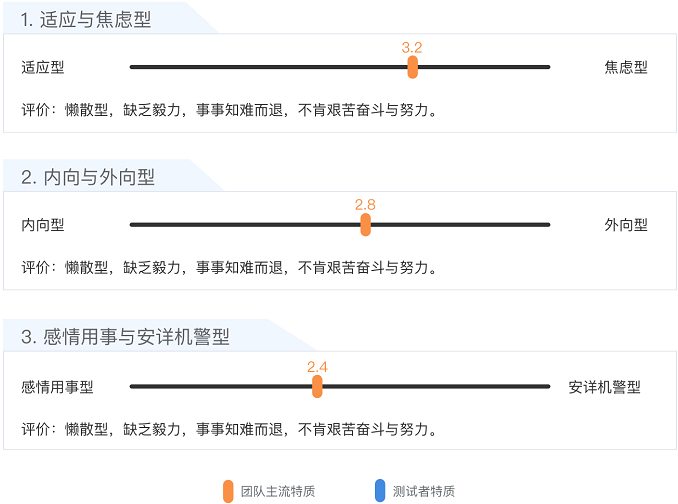 1. 适应与焦虑型
3.2
适应型 焦虑型
评价：懒散型，缺乏毅力，事事知难而退，不肯艰苦奋斗与努力。
2. 内向与外向型
2.8
内向型 外向型
评价：懒散型，缺乏毅力，事事知难而退，不肯艰苦奋斗与努力。
3. 感情用事与安详机警型
2.4
感情用事型 安详机警型
评价：懒散型，缺乏毅力，事事知难而退，不肯艰苦奋斗与努力。
团队主流特质 测试者特质